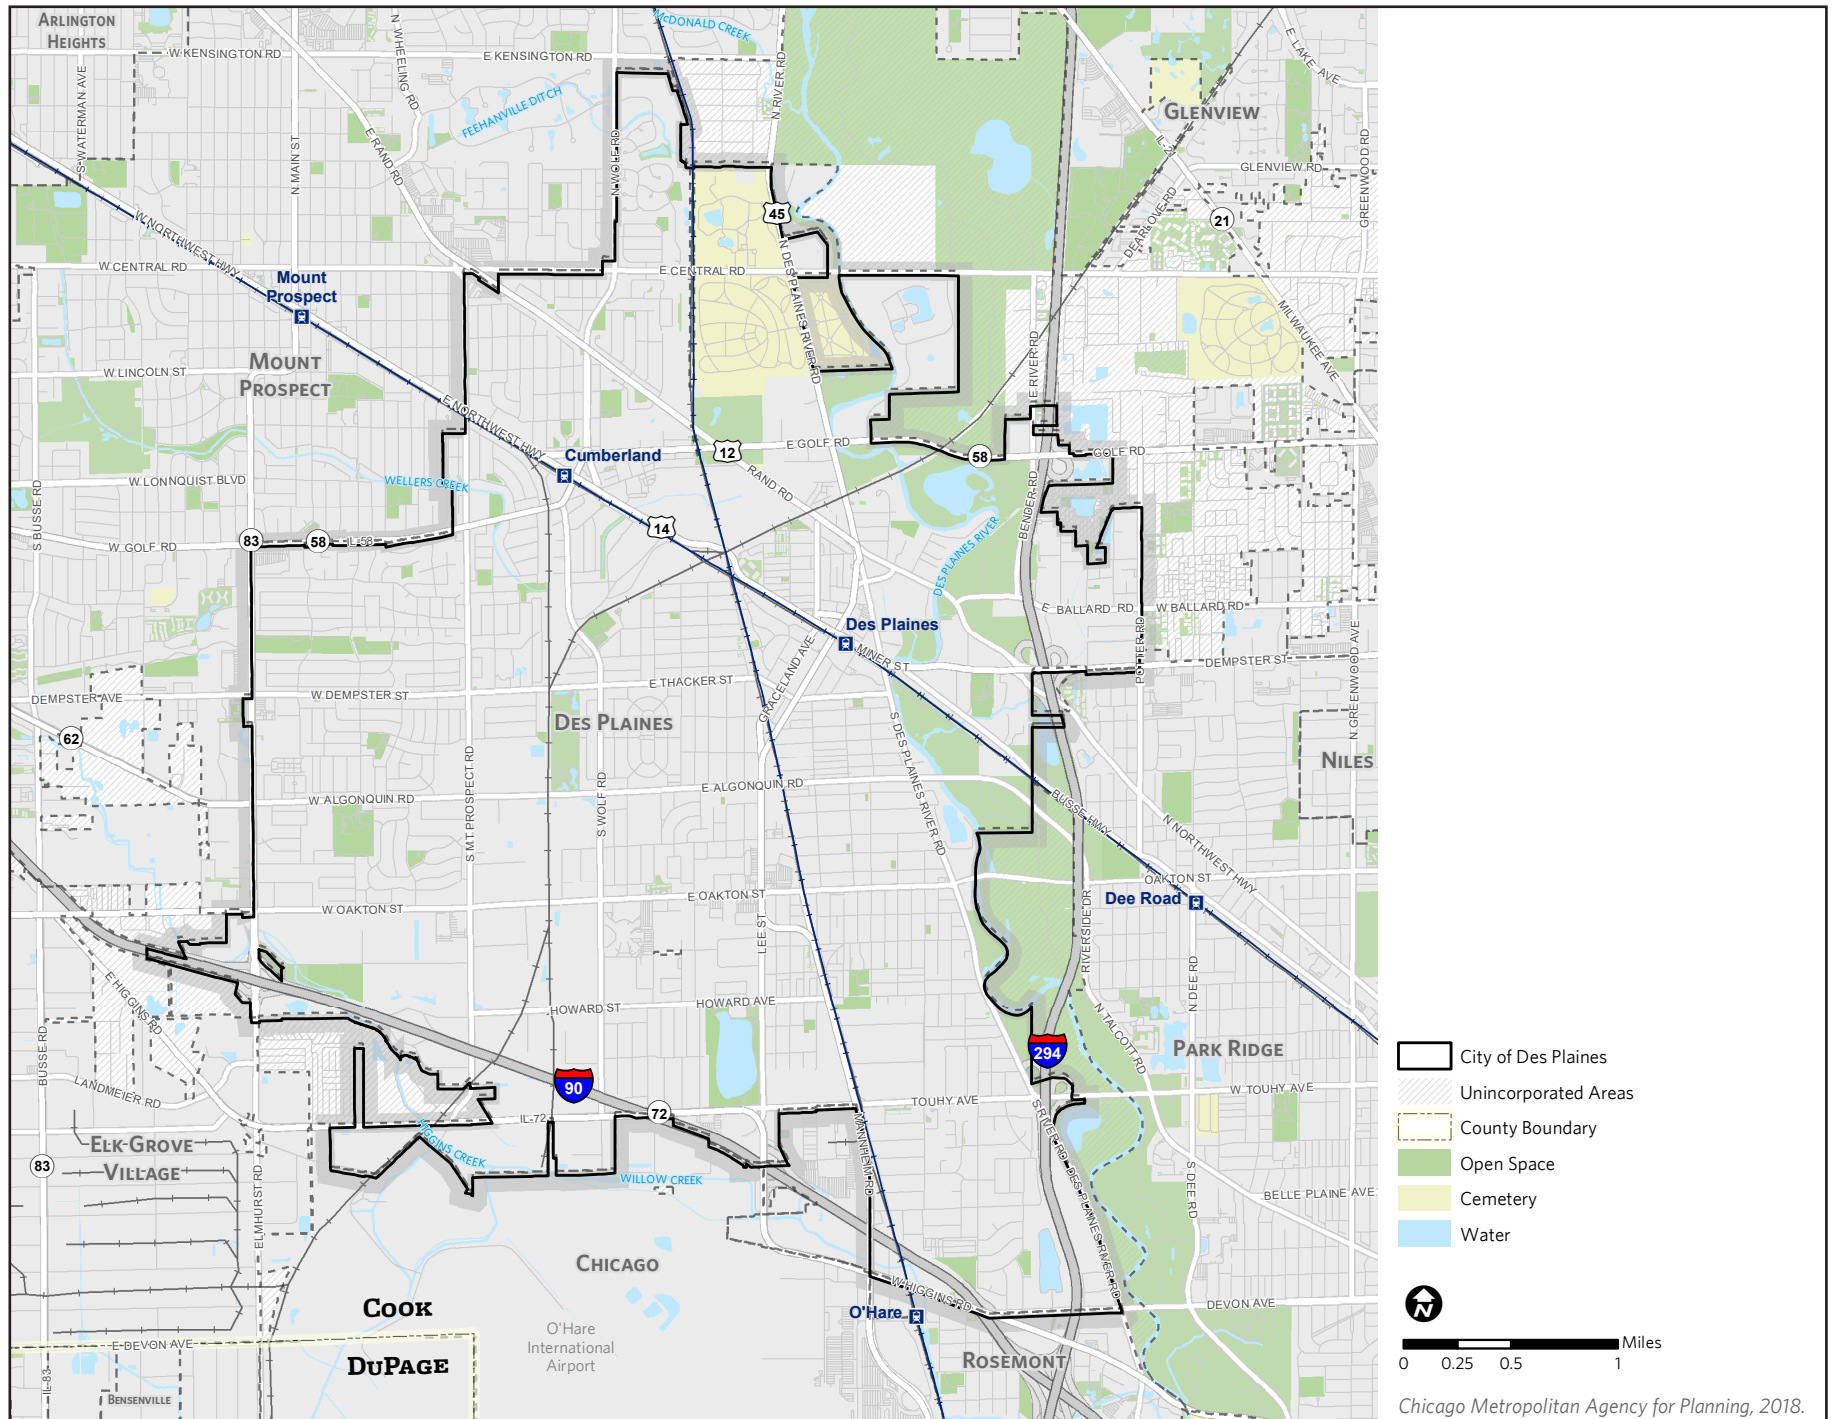 ARLINGTON
HEIGHTS
W KENSINGTON RD
E KENSINGTON RD
N WHEELING RD
MCDONALD CREEK
N RIVER RD
E LAKE AVE
S WATERMAN AVE
N MAIN ST
E RAND RD
FEEHANVILLE DITCH
N WOLF RD
GLENVIEW
IL-21
GLENVIEW RD
GREENWOOD RD
W NORTHWEST HWY
45
DEARLOVE RD
21
W CENTRAL RD
E CENTRAL RD
N DES PLAINES RIVER RD
Mount
Prospect
MILWAUKEE AVE
MOUNT
PROSPECT
W LINCOLN ST
E RIVER RD
E NORTHWEST HWY
Cumberland
12
E GOLF RD
58
GOLF RD
WELLERS CREEK
W LONNQUIST BLVD
RAND RD
BENDER RD
S BUSSE RD
14
DES PLAINES RIVER
83
58
IL-58
W GOLF RD
E BALLARD RD
W BALLARD RD
Des Plaines
MINER ST
POTTER RD
DEMPSTER ST
N GREENWOOD AVE
GRACELAND AVE
E THACKER ST
DEMPSTER AVE
W DEMPSTER ST
DES PLAINES
S DES PLAINES RIVER RD
62
NILES
S MT PROSPECT RD
S WOLF RD
E ALGONQUIN RD
W ALGONQUIN RD
BUSSE HWY
N NORTHWEST HWY
OAKTON ST
Dee Road
E OAKTON ST
W OAKTON ST
LEE ST
RIVERSIDE DR
N DEE RD
E HIGGINS RD
HOWARD ST
HOWARD AVE
N TALCOTT RD
294
PARK RIDGE
BUSSE RD
LANDMEIER RD
90
72
TOUHY AVE
W TOUHY AVE
IL-72
HIGGINS CREEK
MANNHEIM RD
S RIVER RD
DES PLAINES RIVER RD
ELK GROVE
VILLAGE
83
WILLOW CREEK
S DEE RD
BELLE PLAINE AVE
ELMHURST RD
CHICAGO
W HIGGINS RD
COOK
O'Hare
DEVON AVE
E DEVON AVE
DUPAGE
O'Hare
International
Airport
ROSEMONT
IL-83
BENSENVILLE
City of Des Plaines
Unincorporated Areas
County Boundary
Open Space
Cemetery
Water
N
Miles
0 0.25 0.5 1
Chicago Metropolitan Agency for Planning, 2018.